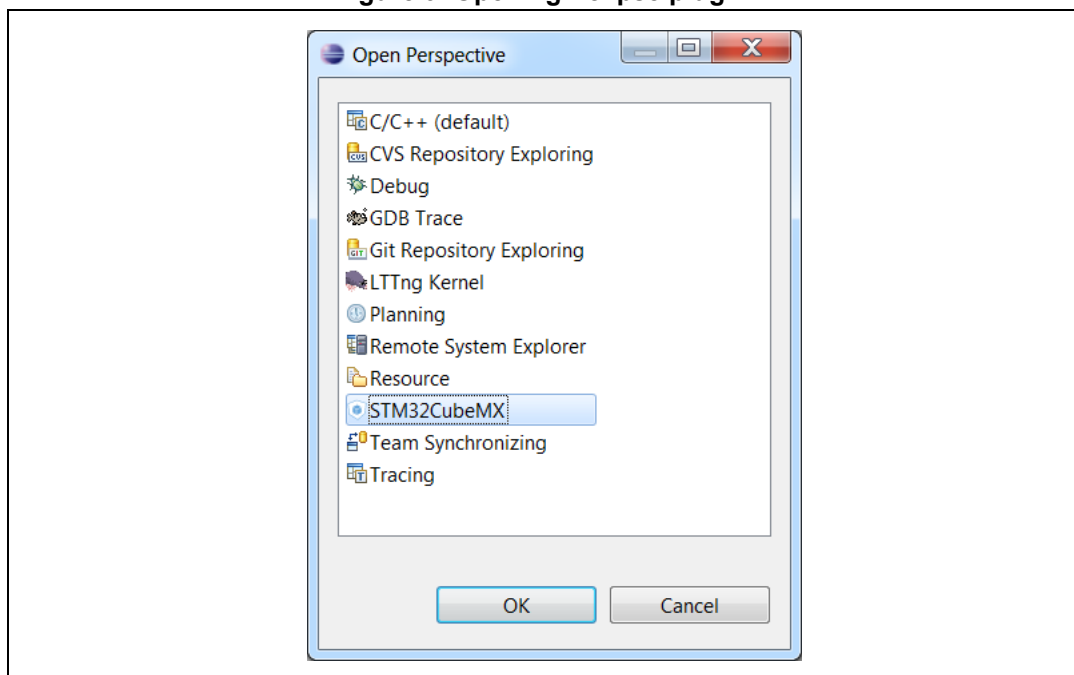 Open Perspective
C/C++ (default)
CVS Repository Exploring
Debug
GDB Trace
Git Repository Exploring
LTTng Kernel
Planning
Remote System Explorer
Resource
STM32CubeMX
Team Synchronizing
Tracing
OK Cancel